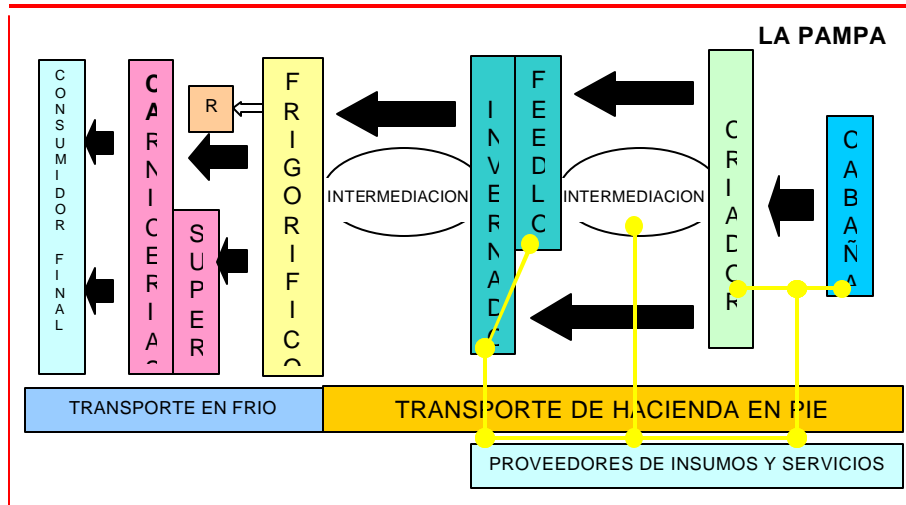 LA PAMPA
CONSUMIDOR FINAL
CARNICERIAS
R
SUPER
FRIGORIFICO
INTERMEDIACION
INVERNADO
FEEDLO
INTERMEDIACION
CRIADOR
CABAÑA
TRANSPORTE EN FRIO
TRANSPORTE DE HACIENDA EN PIE
PROVEEDORES DE INSUMOS Y SERVICIOS